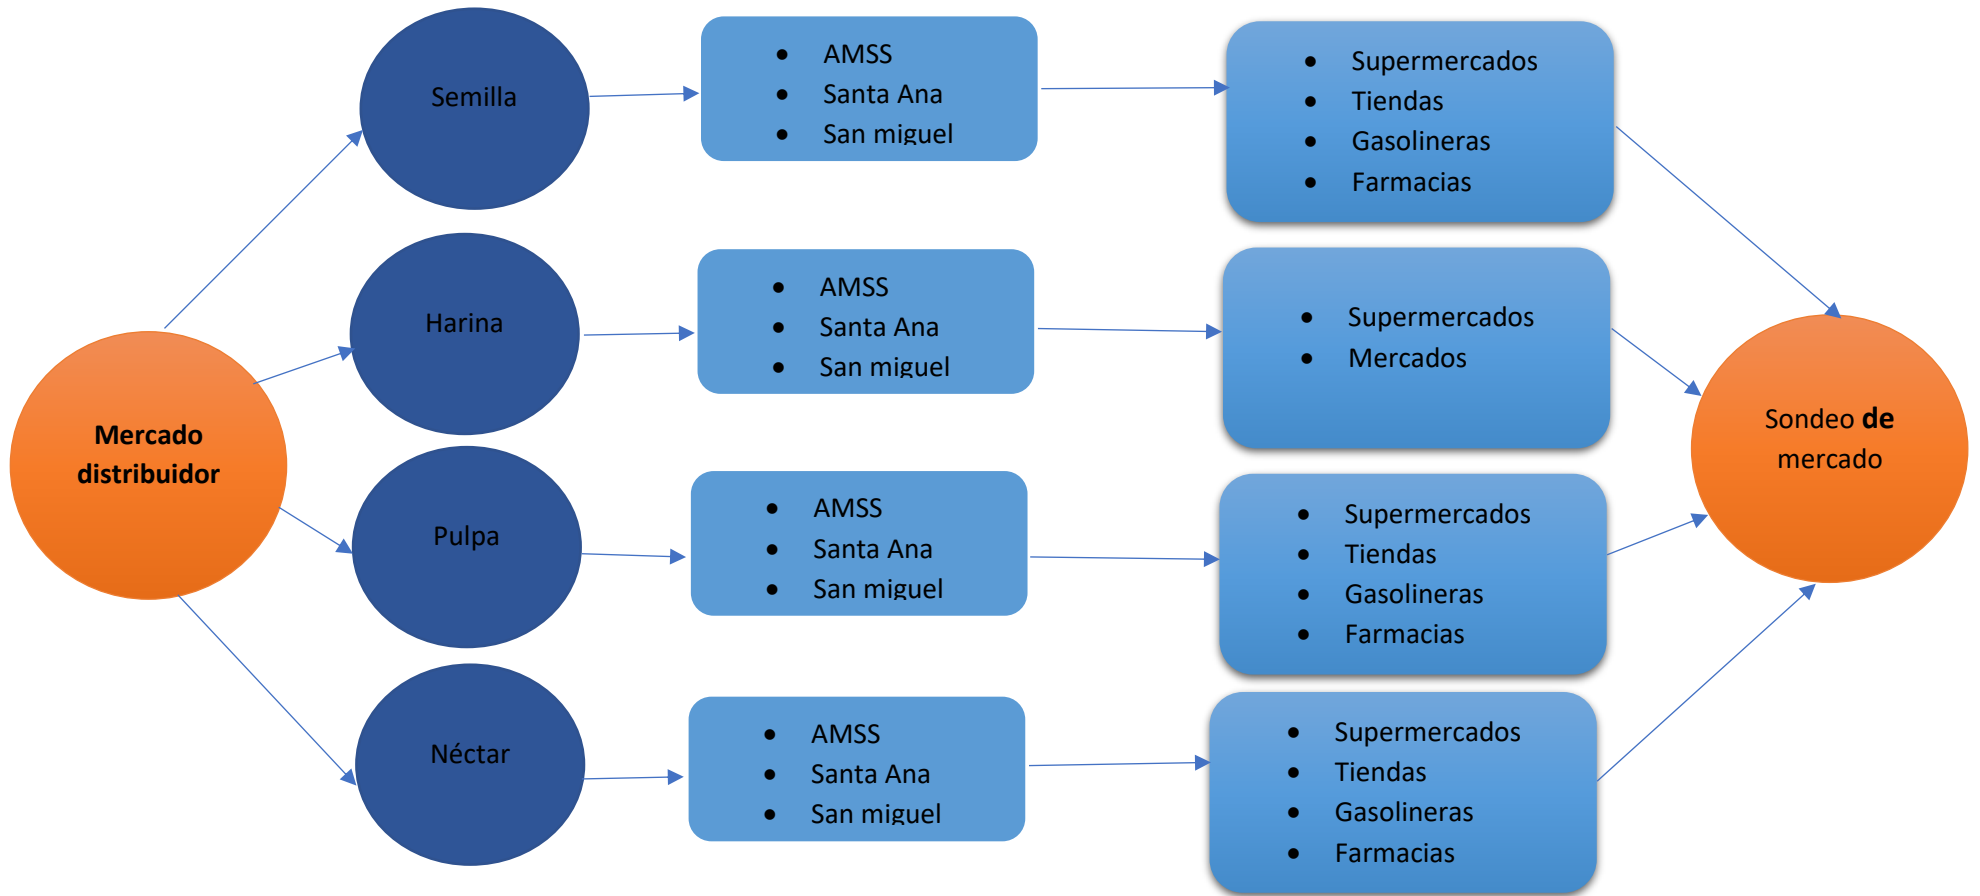 Mercado
distribuidor
Semilla
AMSS
Santa Ana
San miguel
Supermercados
Tiendas
Gasolineras
Farmacias
Harina
AMSS
Santa Ana
San miguel
Supermercados
Mercados
Pulpa
AMSS
Santa Ana
San miguel
Supermercados
Tiendas
Gasolineras
Farmacias
Néctar
AMSS
Santa Ana
San miguel
Supermercados
Tiendas
Gasolineras
Farmacias
Sondeo de
mercado